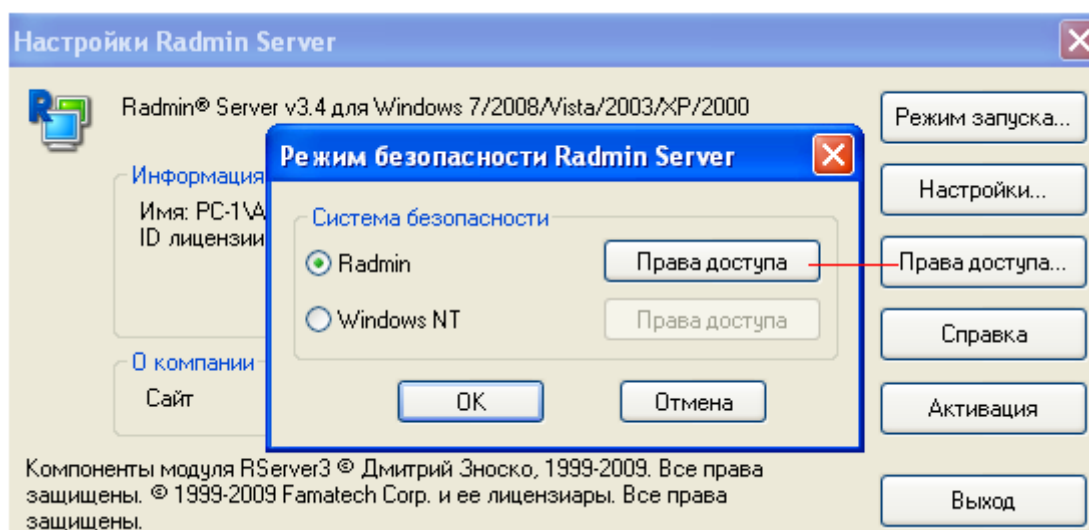 Настройки Radmin Server
Radmin® Server v3.4 для Windows 7/2008/Vista/2003/XP/2000
Режим запуска...
Режим безопасности Radmin Server
Информация
Настройки...
Имя: PC-1\A
Система безопасности
ID лицензии
Radmin
Права доступа
Права доступа...
Windows NT
Права доступа
Справка
О компании
Сайт
OK
Отмена
Активация
Компоненты модуля RServer3 © Дмитрий Зноско, 1999-2009. Все права
защищены. © 1999-2009 Famatech Corp. и ее лицензиары. Все права
защищены.
Выход